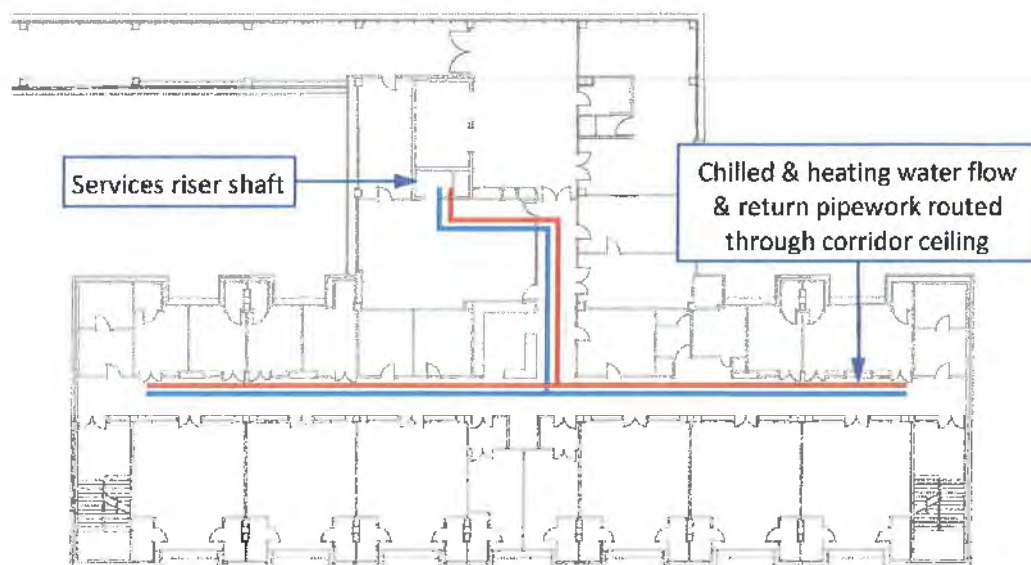 Services riser shaft
Chilled & heating water flow
& return pipework routed
through corridor ceiling